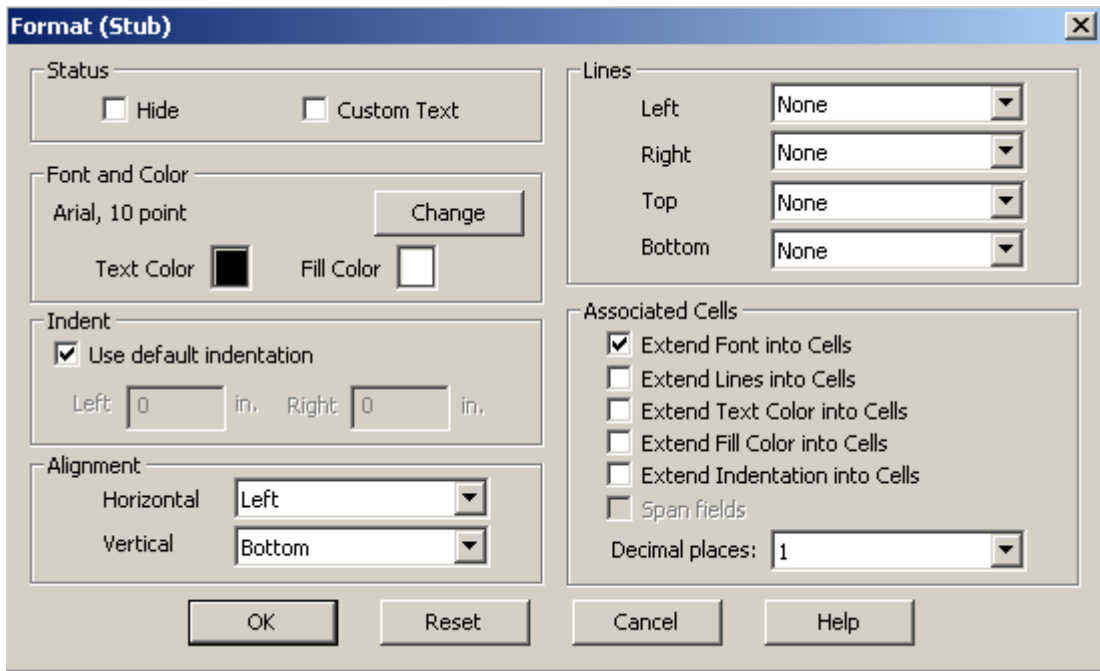 Format (Stub)
Status
Hide Custom Text
Font and Color
Arial, 10 point Change
Text Color Fill Color
Indent
Use default indentation
Left 0 in. Right 0 in.
Alignment
Horizontal Left
Vertical Bottom
Lines
Left None
Right None
Top None
Bottom None
Associated Cells
Extend Font into Cells
Extend Lines into Cells
Extend Text Color into Cells
Extend Fill Color into Cells
Extend Indentation into Cells
Span fields
Decimal places: 1
OK Reset Cancel Help